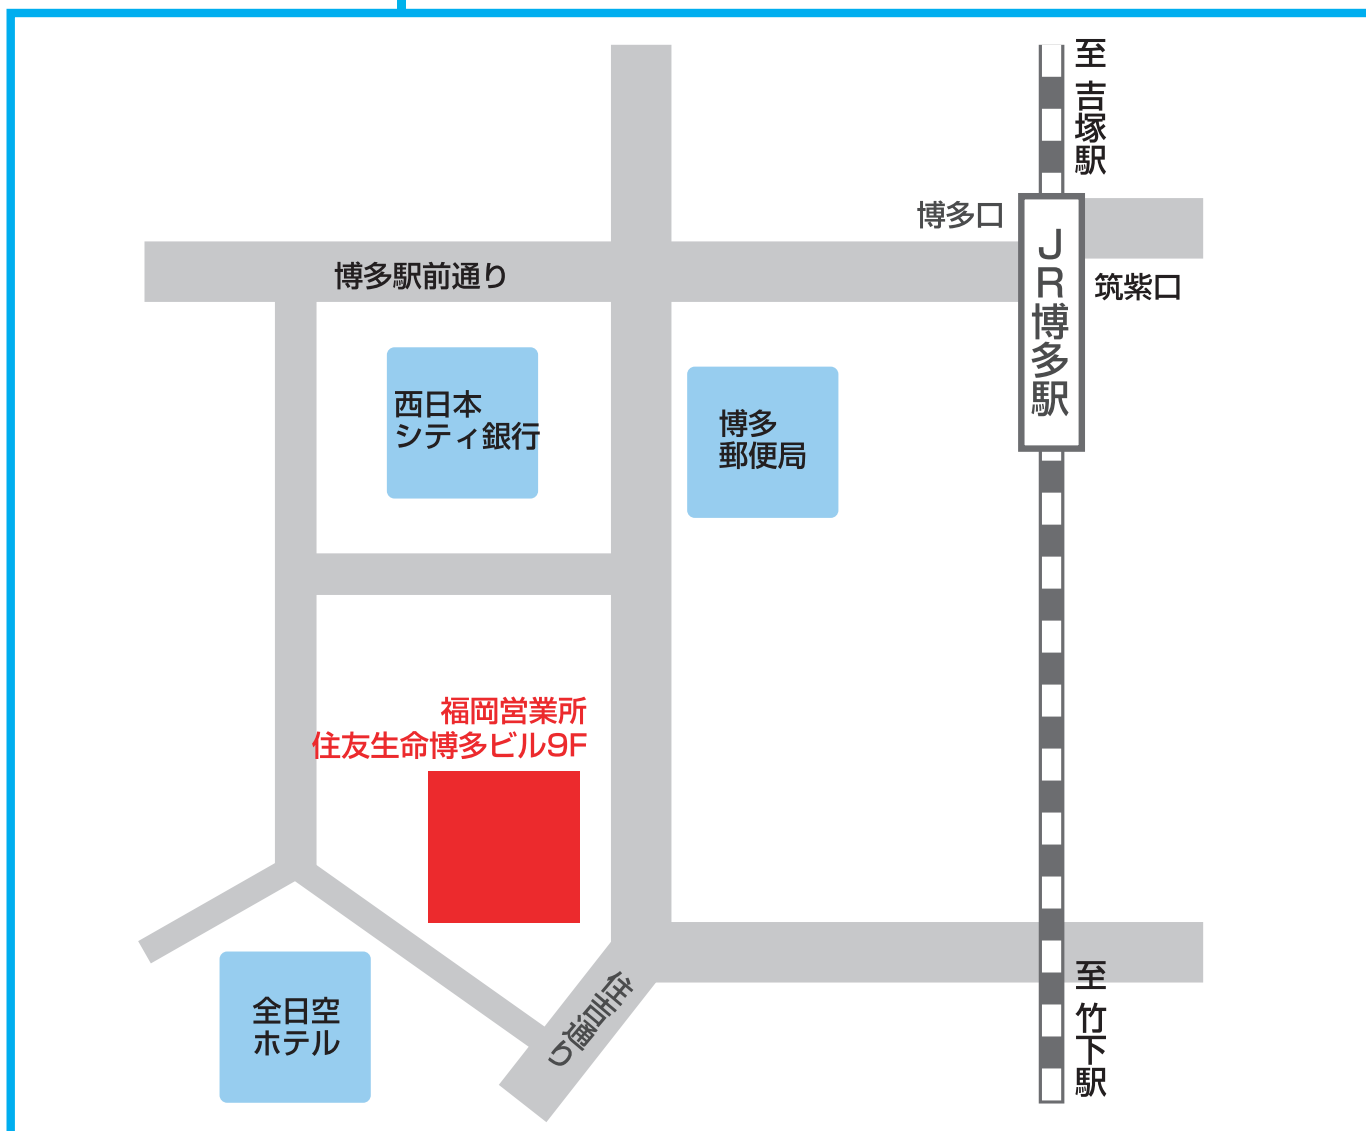 至 吉塚駅
博多口
JR博多駅
博多駅前通り
筑紫口
西日本
シティ銀行
博多
郵便局
福岡営業所
住友生命博多ビル9F
住吉通り
至 竹下駅
全日空
ホテル